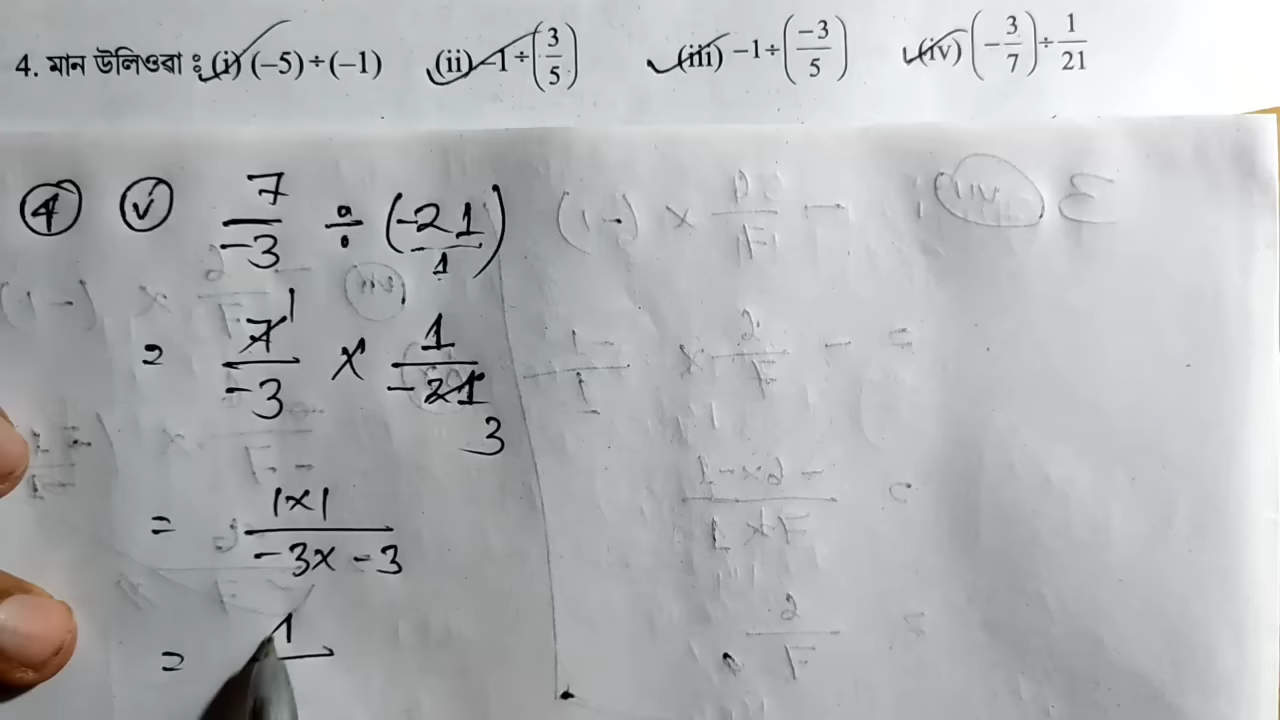 4. মান উলিওৱা ঃ (i) (−5)÷(−1) (ii) −1÷(3/5) (iii) −1÷(−3/5) (iv) (−3/7)÷1/21
4 v 7/−3 ÷ (−21/1)
= 7/−3 1 × 1/−21 3
= 1×1/−3×−3
= 1